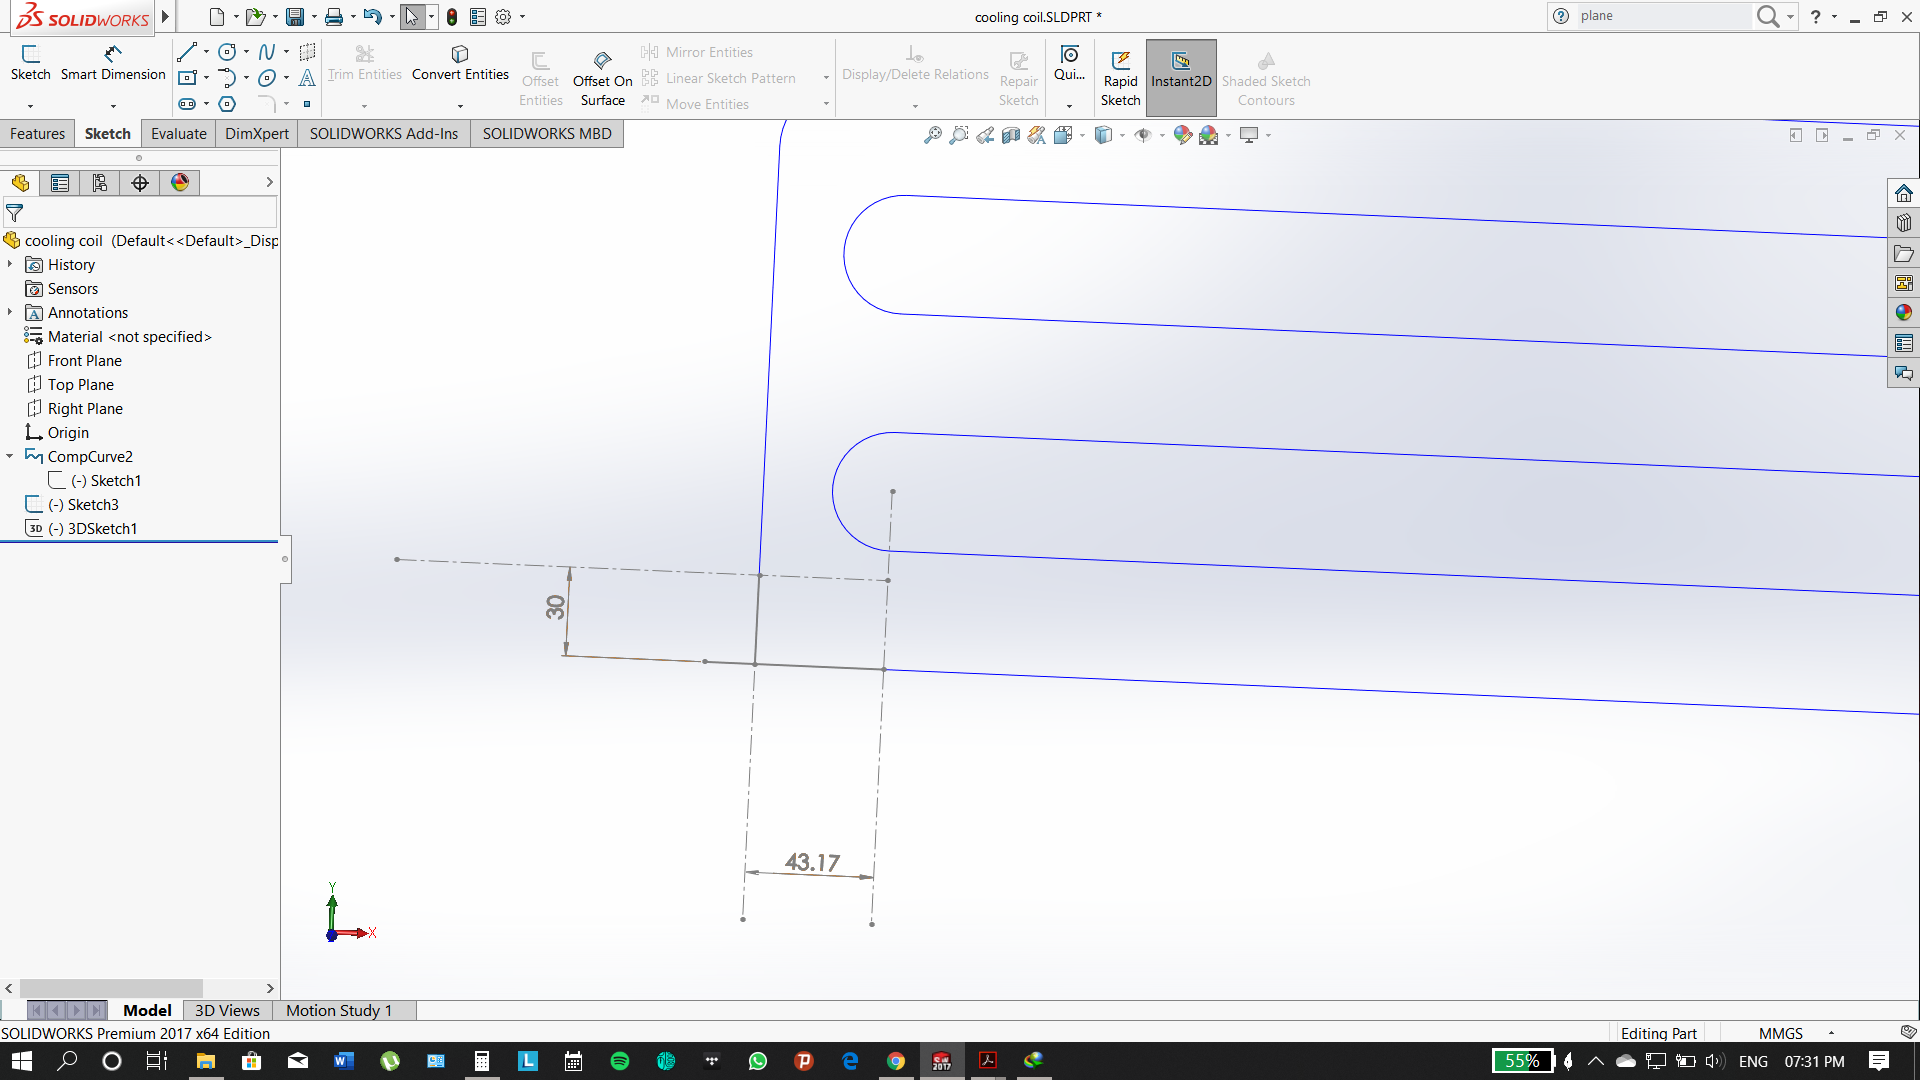 SOLIDWORKS
cooling coil.SLDPRT *
plane
Sketch
Smart Dimension
Trim Entities
Convert Entities
Offset Entities
Offset On Surface
Mirror Entities
Linear Sketch Pattern
Move Entities
Display/Delete Relations
Repair Sketch
Qui...
Rapid Sketch
Instant2D
Shaded Sketch Contours
Features
Sketch
Evaluate
DimXpert
SOLIDWORKS Add-Ins
SOLIDWORKS MBD
cooling coil (Default<<Default>_Disp
History
Sensors
Annotations
Material <not specified>
Front Plane
Top Plane
Right Plane
Origin
CompCurve2
(-) Sketch1
(-) Sketch3
3D (-) 3DSketch1
30
43.17
Y
X
Model
3D Views
Motion Study 1
SOLIDWORKS Premium 2017 x64 Edition
Editing Part
MMGS
55%
ENG
07:31 PM